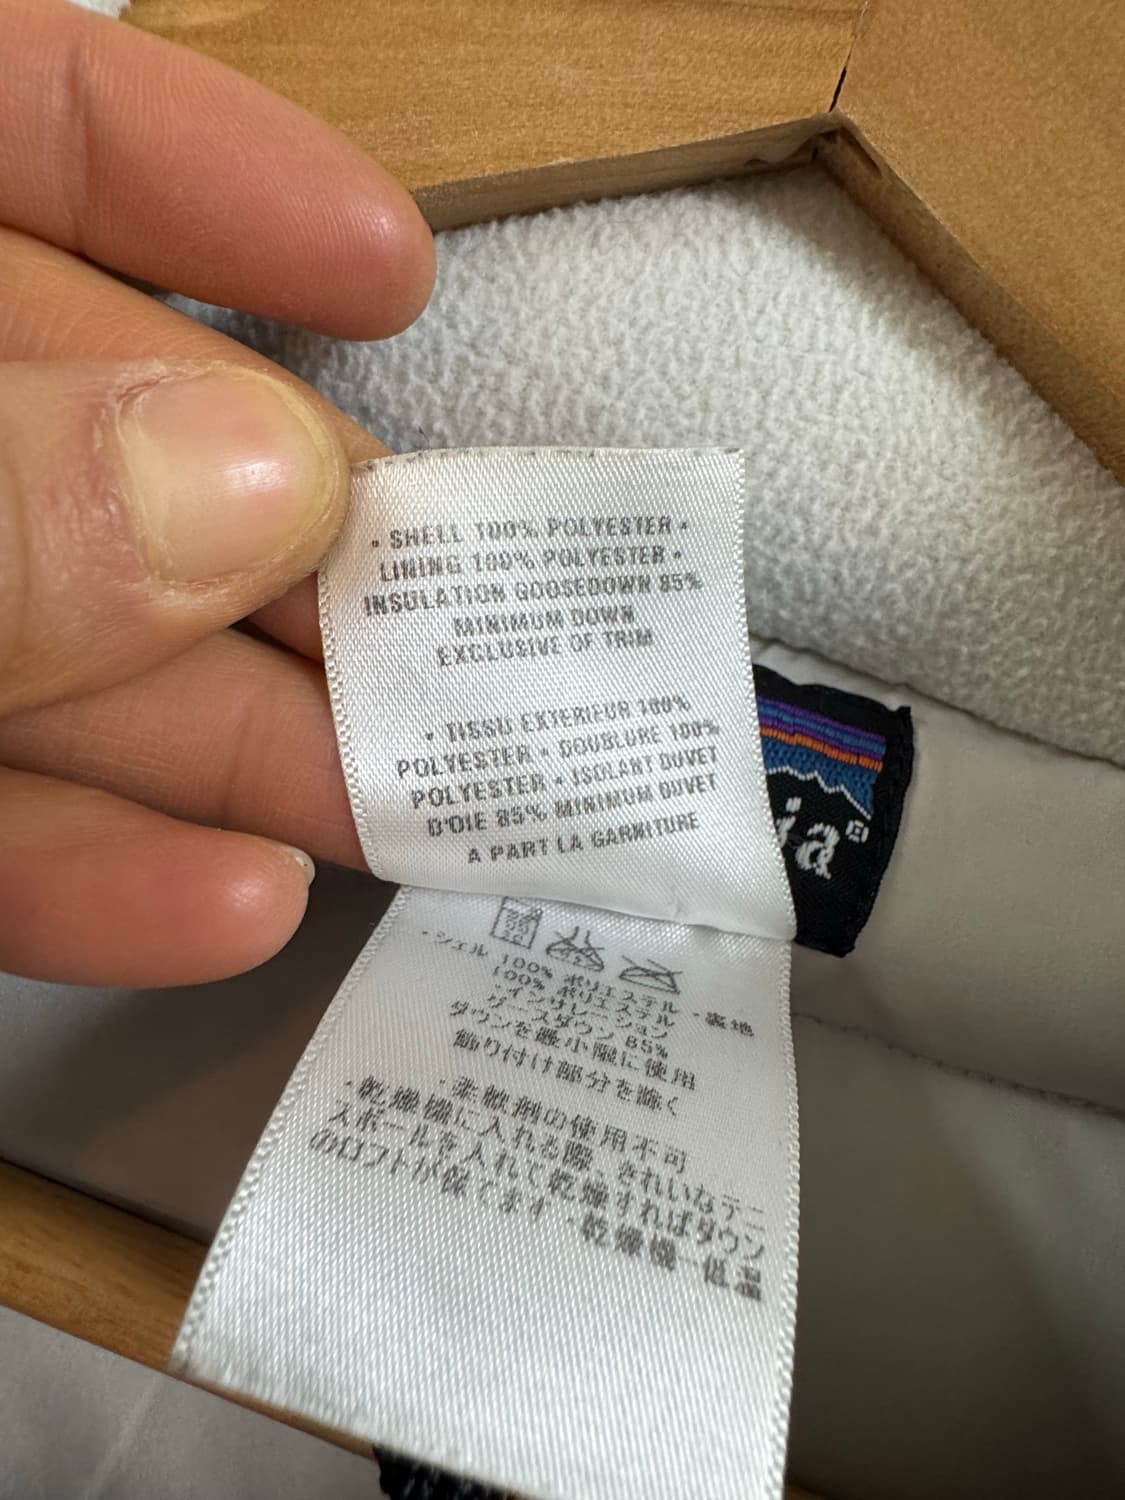 • SHELL 100% POLYESTER •
LINING 100% POLYESTER •
INSULATION GOOSEDOWN 85%
MINIMUM DOWN
EXCLUSIVE OF TRIM
• TISSU EXTERIEUR 100%
POLYESTER • DOUBLURE 100%
POLYESTER • ISOLANT DUVET
D'OIE 85% MINIMUM DUVET
A PART LA GARNITURE
ia®
・シェル 100% ポリエステル ・裏地
100% ポリエステル
・インサレーション
グースダウン 85%
ダウンを最小限に使用
飾り付け部分を除く
・柔軟剤の使用不可
・乾燥機に入れる際、きれいなテニ
スボールを入れて乾燥すればダウン
のロフトが保てます・乾燥機-低温